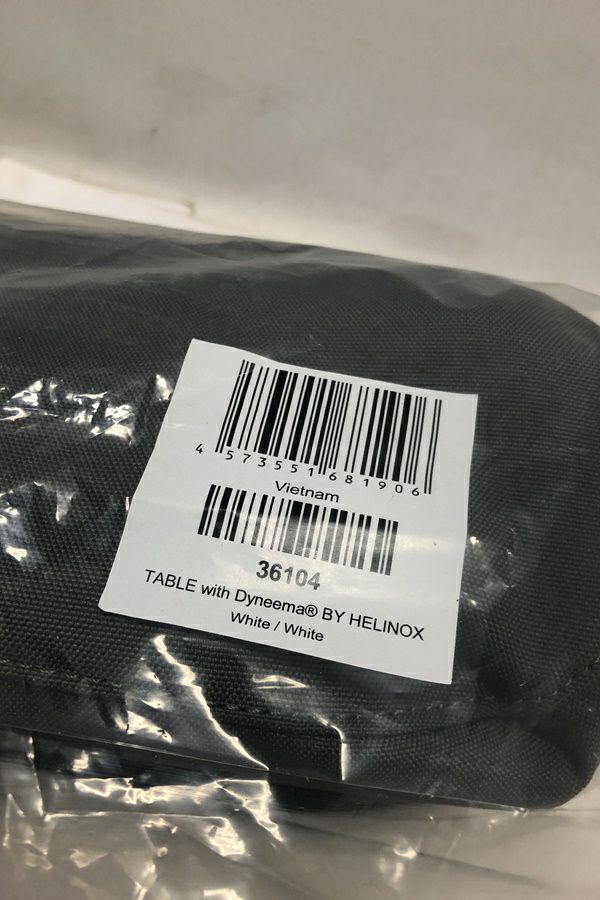 4 573551 681906
Vietnam
36104
TABLE with Dyneema® BY HELINOX
White / White